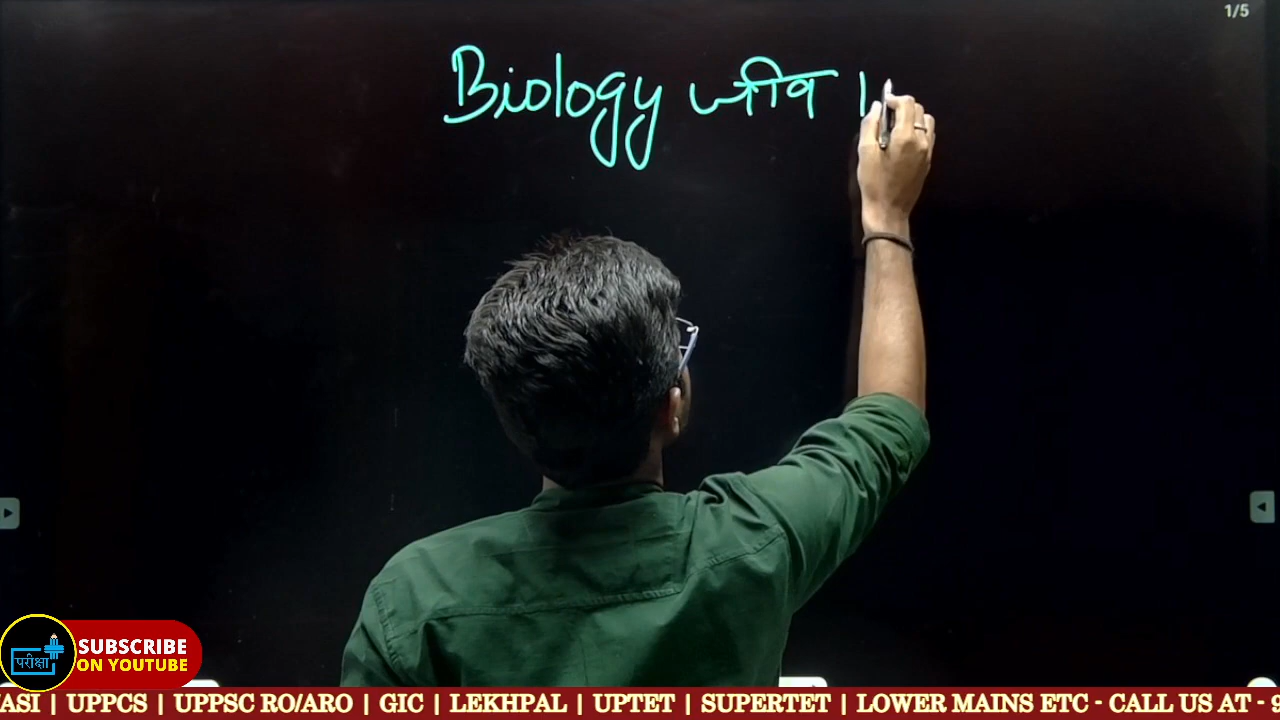 1/5
Biology जीव
परीक्षा
SUBSCRIBE
ON YOUTUBE
ASI | UPPCS | UPPSC RO/ARO | GIC | LEKHPAL | UPTET | SUPERTET | LOWER MAINS ETC - CALL US AT - 9